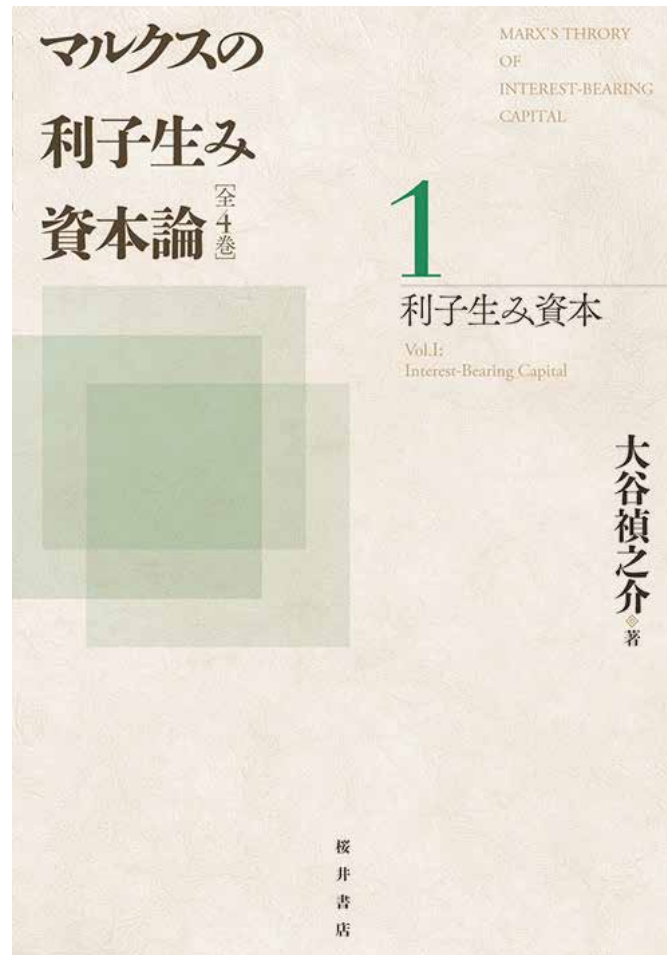 マルクスの
利子生み
資本論[全4巻]
MARX'S THRORY
OF
INTEREST-BEARING
CAPITAL
1
利子生み資本
Vol.I:
Interest-Bearing Capital
大谷禎之介◎著
桜井書店